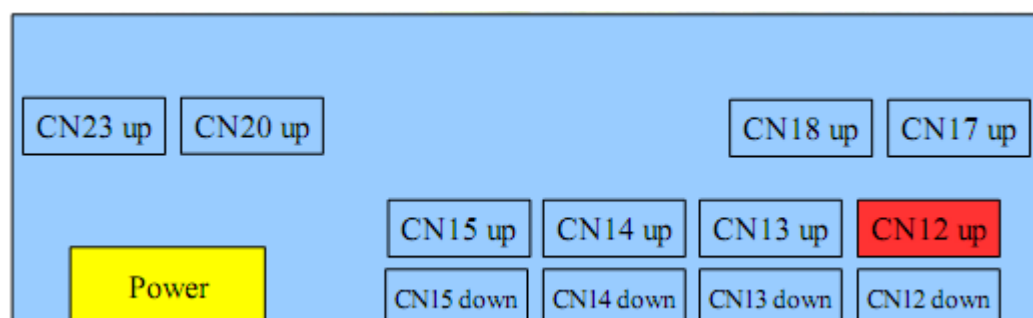 CN23 up CN20 up CN18 up CN17 up
CN15 up CN14 up CN13 up CN12 up
Power
CN15 down CN14 down CN13 down CN12 down